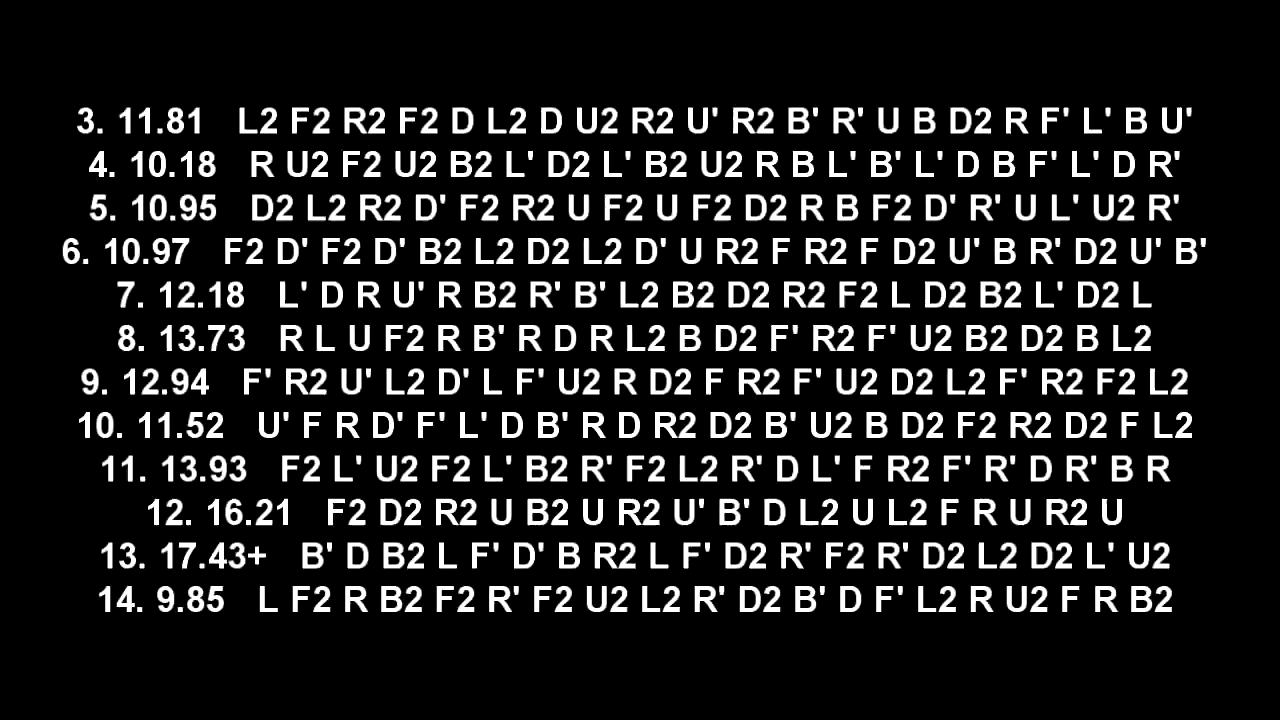 3. 11.81 L2 F2 R2 F2 D L2 D U2 R2 U' R2 B' R' U B D2 R F' L' B U'
4. 10.18 R U2 F2 U2 B2 L' D2 L' B2 U2 R B L' B' L' D B F' L' D R'
5. 10.95 D2 L2 R2 D' F2 R2 U F2 U F2 D2 R B F2 D' R' U L' U2 R'
6. 10.97 F2 D' F2 D' B2 L2 D2 L2 D' U R2 F R2 F D2 U' B R' D2 U' B'
7. 12.18 L' D R U' R B2 R' B' L2 B2 D2 R2 F2 L D2 B2 L' D2 L
8. 13.73 R L U F2 R B' R D R L2 B D2 F' R2 F' U2 B2 D2 B L2
9. 12.94 F' R2 U' L2 D' L F' U2 R D2 F R2 F' U2 D2 L2 F' R2 F2 L2
10. 11.52 U' F R D' F' L' D B' R D R2 D2 B' U2 B D2 F2 R2 D2 F L2
11. 13.93 F2 L' U2 F2 L' B2 R' F2 L2 R' D L' F R2 F' R' D R' B R
12. 16.21 F2 D2 R2 U B2 U R2 U' B' D L2 U L2 F R U R2 U
13. 17.43+ B' D B2 L F' D' B R2 L F' D2 R' F2 R' D2 L2 D2 L' U2
14. 9.85 L F2 R B2 F2 R' F2 U2 L2 R' D2 B' D F' L2 R U2 F R B2